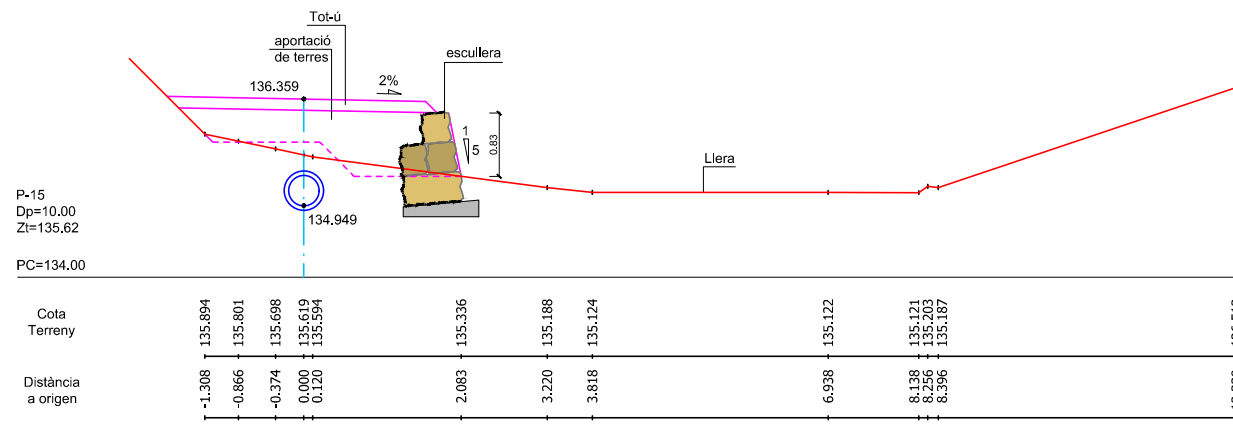 Tot-ú
aportació
de terres
escullera
136.359
2%
1
5
0.83
Llera
134.949
P-15
Dp=10.00
Zt=135.62
PC=134.00
Cota
Terreny
135.894
135.801
135.698
135.619
135.594
135.336
135.188
135.124
135.122
135.121
135.203
135.187
Distància
a origen
-1.308
-0.866
-0.374
0.000
0.120
2.083
3.220
3.818
6.938
8.138
8.256
8.396